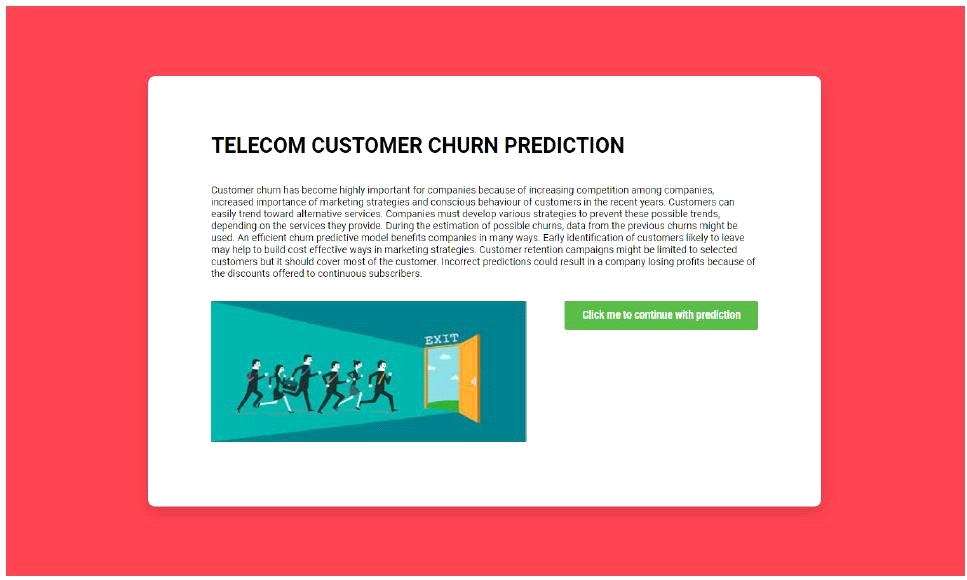 TELECOM CUSTOMER CHURN PREDICTION
Customer churn has become highly important for companies because of increasing competition among companies,
increased importance of marketing strategies and conscious behaviour of customers in the recent years. Customers can
easily trend toward alternative services. Companies must develop various strategies to prevent these possible trends,
depending on the services they provide. During the estimation of possible churns, data from the previous churns might be
used. An efficient churn predictive model benefits companies in many ways. Early identification of customers likely to leave
may help to build cost effective ways in marketing strategies. Customer retention campaigns might be limited to selected
customers but it should cover most of the customer. Incorrect predictions could result in a company losing profits because of
the discounts offered to continuous subscribers.
Click me to continue with prediction
EXIT